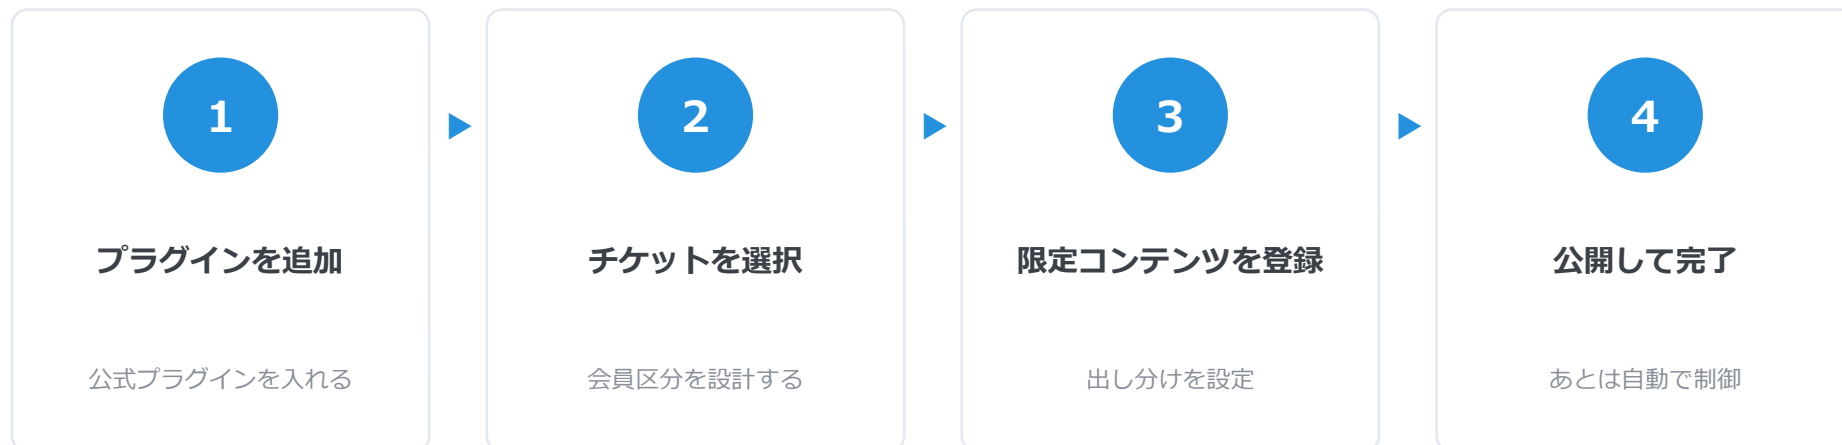 1
プラグインを追加
公式プラグインを入れる
2
チケットを選択
会員区分を設計する
3
限定コンテンツを登録
出し分けを設定
4
公開して完了
あとは自動で制御